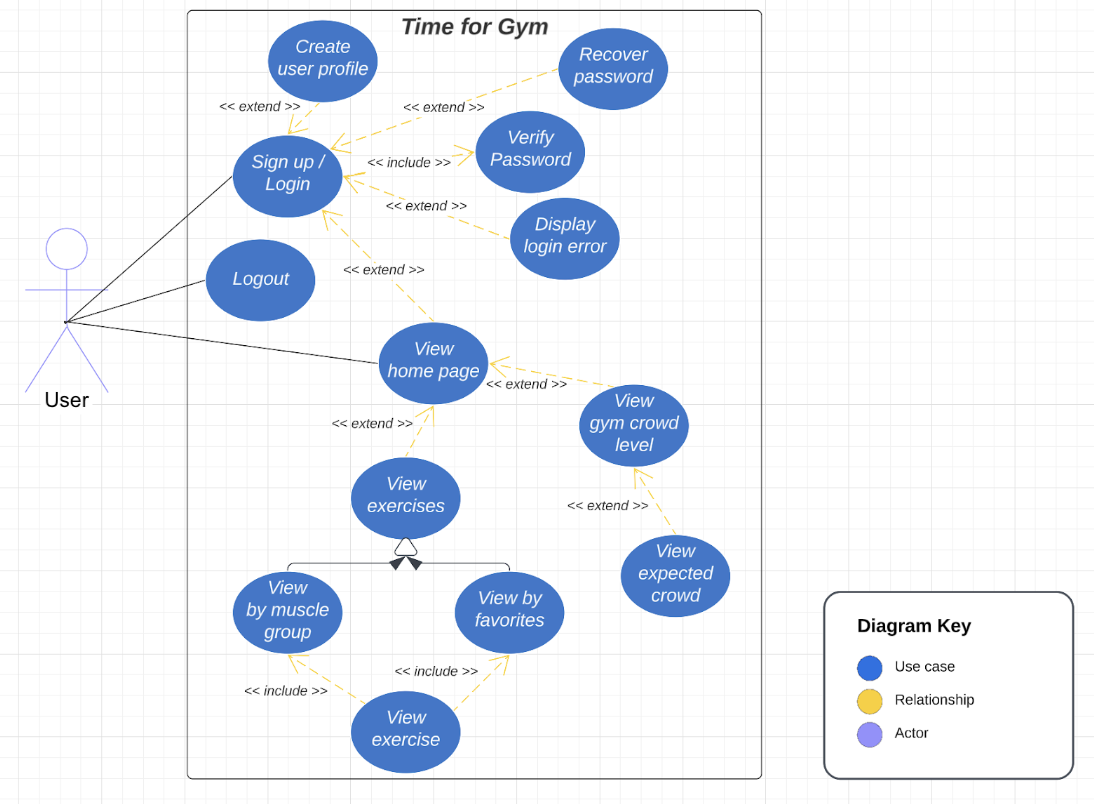 Time for Gym
Create
user profile
Recover
password
<< extend >>
<< extend >>
Verify
Password
Sign up /
Login
<< include >>
<< extend >>
Display
login error
Logout
<< extend >>
View
home page
<< extend >>
User
View
gym crowd
level
<< extend >>
View
exercises
<< extend >>
View
expected
crowd
View
by muscle
group
View by
favorites
<< include >>
<< include >>
View
exercise
Diagram Key
Use case
Relationship
Actor